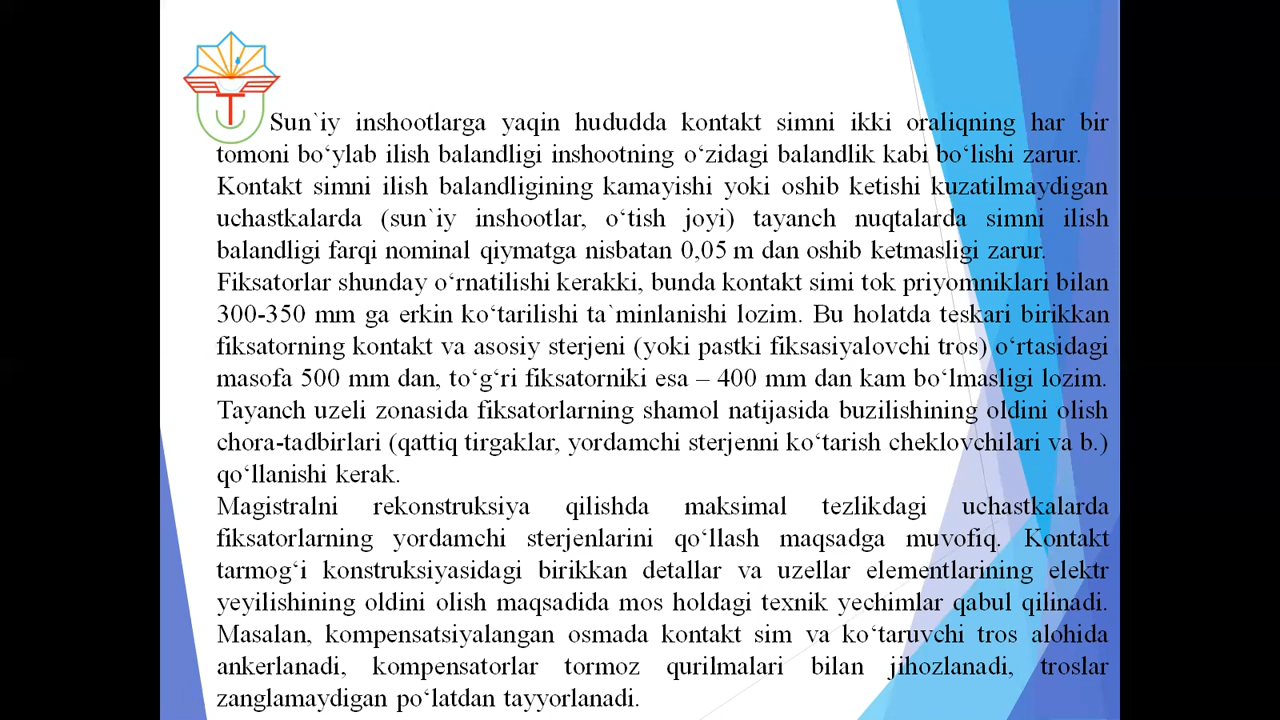 Sun`iy inshootlarga yaqin hududda kontakt simni ikki oraliqning har bir
tomoni bo‘ylab ilish balandligi inshootning o‘zidagi balandlik kabi bo‘lishi zarur.
Kontakt simni ilish balandligining kamayishi yoki oshib ketishi kuzatilmaydigan
uchastkalarda (sun`iy inshootlar, o‘tish joyi) tayanch nuqtalarda simni ilish
balandligi farqi nominal qiymatga nisbatan 0,05 m dan oshib ketmasligi zarur.
Fiksatorlar shunday o‘rnatilishi kerakki, bunda kontakt simi tok priyomniklari bilan
300-350 mm ga erkin ko‘tarilishi ta`minlanishi lozim. Bu holatda teskari birikkan
fiksatorning kontakt va asosiy sterjeni (yoki pastki fiksasiyalovchi tros) o‘rtasidagi
masofa 500 mm dan, to‘g‘ri fiksatorniki esa – 400 mm dan kam bo‘lmasligi lozim.
Tayanch uzeli zonasida fiksatorlarning shamol natijasida buzilishining oldini olish
chora-tadbirlari (qattiq tirgaklar, yordamchi sterjenni ko‘tarish cheklovchilari va b.)
qo‘llanishi kerak.
Magistralni rekonstruksiya qilishda maksimal tezlikdagi uchastkalarda
fiksatorlarning yordamchi sterjenlarini qo‘llash maqsadga muvofiq. Kontakt
tarmog‘i konstruksiyasidagi birikkan detallar va uzellar elementlarining elektr
yeyilishining oldini olish maqsadida mos holdagi texnik yechimlar qabul qilinadi.
Masalan, kompensatsiyalangan osmada kontakt sim va ko‘taruvchi tros alohida
ankerlanadi, kompensatorlar tormoz qurilmalari bilan jihozlanadi, troslar
zanglamaydigan po‘latdan tayyorlanadi.